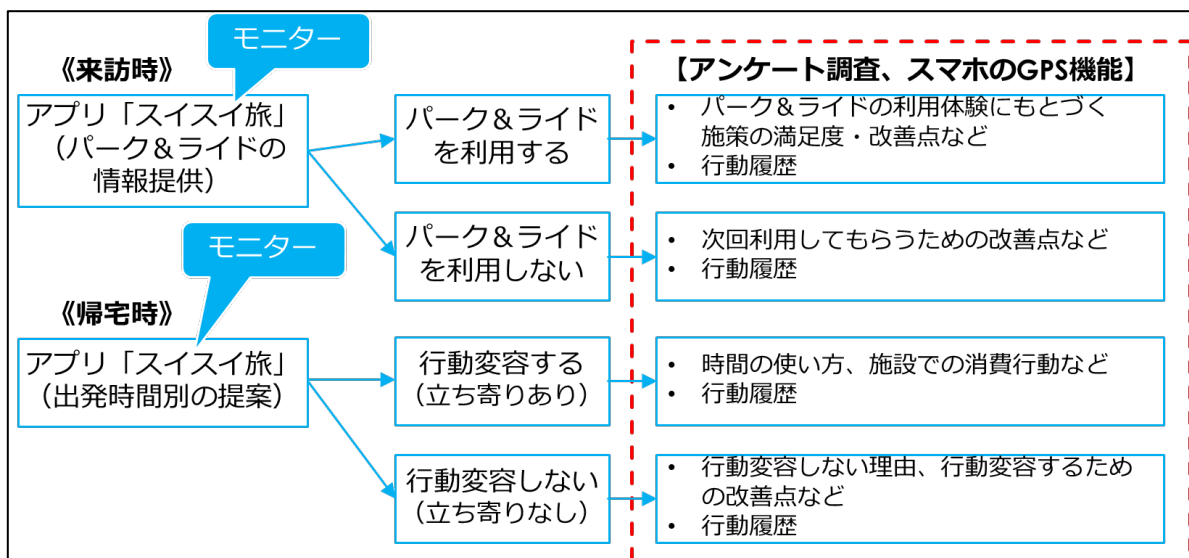 モニター
《来訪時》
アプリ「スイスイ旅」
（パーク＆ライドの
情報提供）
パーク＆ライド
を利用する
パーク＆ライド
を利用しない
モニター
《帰宅時》
アプリ「スイスイ旅」
（出発時間別の提案）
行動変容する
（立ち寄りあり）
行動変容しない
（立ち寄りなし）
【アンケート調査、スマホのGPS機能】
• パーク＆ライドの利用体験にもとづく
施策の満足度・改善点など
• 行動履歴
• 次回利用してもらうための改善点など
• 行動履歴
• 時間の使い方、施設での消費行動など
• 行動履歴
• 行動変容しない理由、行動変容するため
の改善点など
• 行動履歴